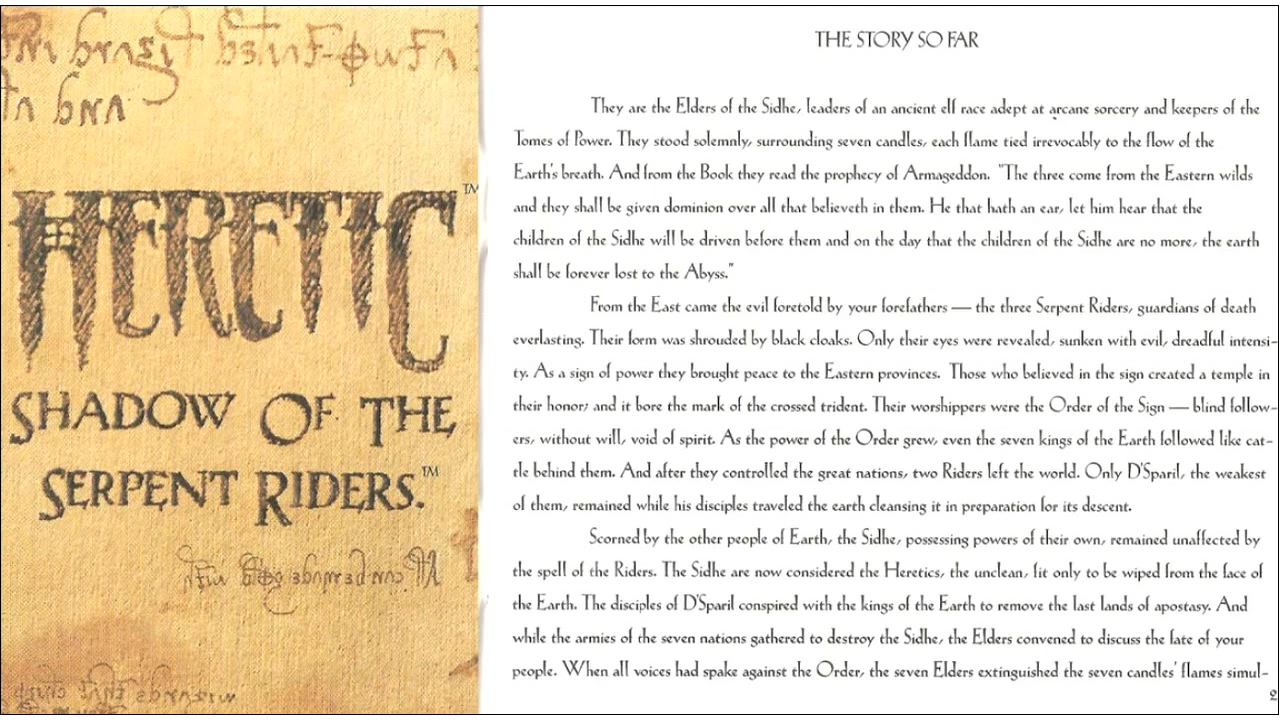 HERETIC™
SHADOW OF THE
SERPENT RIDERS.™
THE STORY SO FAR
They are the Elders of the Sidhe, leaders of an ancient elf race adept at arcane sorcery and keepers of the
Tomes of Power. They stood solemnly, surrounding seven candles, each flame tied irrevocably to the flow of the
Earth's breath. And from the Book they read the prophecy of Armageddon. "The three come from the Eastern wilds
and they shall be given dominion over all that believeth in them. He that hath an ear, let him hear that the
children of the Sidhe will be driven before them and on the day that the children of the Sidhe are no more, the earth
shall be forever lost to the Abyss."
From the East came the evil foretold by your forefathers — the three Serpent Riders, guardians of death
everlasting. Their form was shrouded by black cloaks. Only their eyes were revealed, sunken with evil, dreadful intensi-
ty. As a sign of power they brought peace to the Eastern provinces. Those who believed in the sign created a temple in
their honor; and it bore the mark of the crossed trident. Their worshippers were the Order of the Sign — blind follow-
ers, without will, void of spirit. As the power of the Order grew, even the seven kings of the Earth followed like cat-
tle behind them. And after they controlled the great nations, two Riders left the world. Only D'Sparil, the weakest
of them, remained while his disciples traveled the earth cleansing it in preparation for its descent.
Scorned by the other people of Earth, the Sidhe, possessing powers of their own, remained unaffected by
the spell of the Riders. The Sidhe are now considered the Heretics, the unclean, fit only to be wiped from the face of
the Earth. The disciples of D'Sparil conspired with the kings of the Earth to remove the last lands of apostasy. And
while the armies of the seven nations gathered to destroy the Sidhe, the Elders convened to discuss the fate of your
people. When all voices had spake against the Order, the seven Elders extinguished the seven candles' flames simul-
2